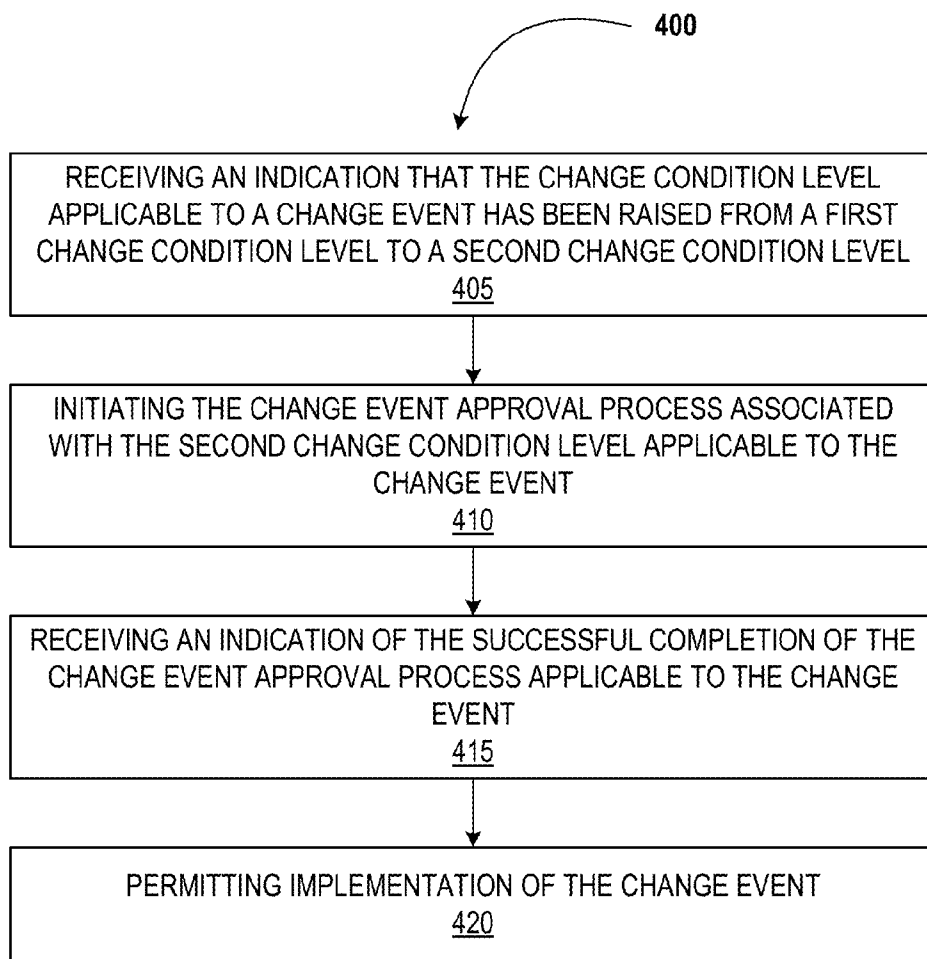 400
RECEIVING AN INDICATION THAT THE CHANGE CONDITION LEVEL
APPLICABLE TO A CHANGE EVENT HAS BEEN RAISED FROM A FIRST
CHANGE CONDITION LEVEL TO A SECOND CHANGE CONDITION LEVEL
405
INITIATING THE CHANGE EVENT APPROVAL PROCESS ASSOCIATED
WITH THE SECOND CHANGE CONDITION LEVEL APPLICABLE TO THE
CHANGE EVENT
410
RECEIVING AN INDICATION OF THE SUCCESSFUL COMPLETION OF THE
CHANGE EVENT APPROVAL PROCESS APPLICABLE TO THE CHANGE
EVENT
415
PERMITTING IMPLEMENTATION OF THE CHANGE EVENT
420